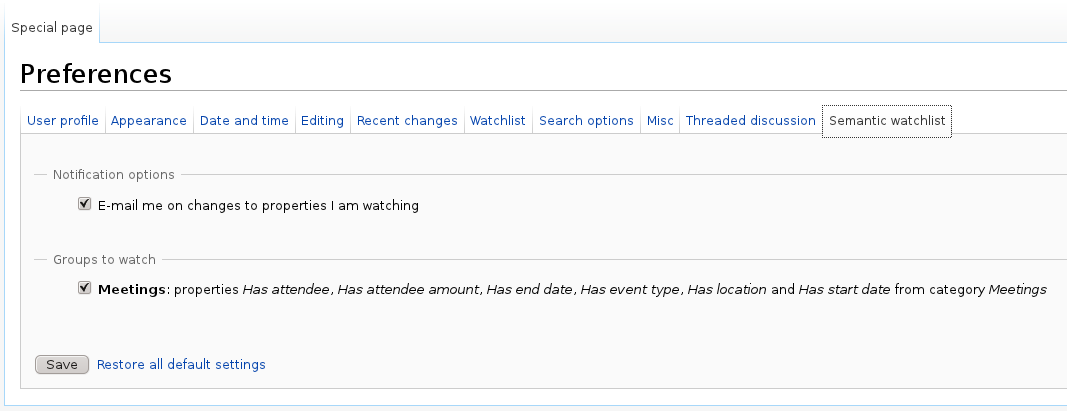 Special page
Preferences
User profile Appearance Date and time Editing Recent changes Watchlist Search options Misc Threaded discussion Semantic watchlist
Notification options
E-mail me on changes to properties I am watching
Groups to watch
Meetings: properties Has attendee, Has attendee amount, Has end date, Has event type, Has location and Has start date from category Meetings
Save Restore all default settings